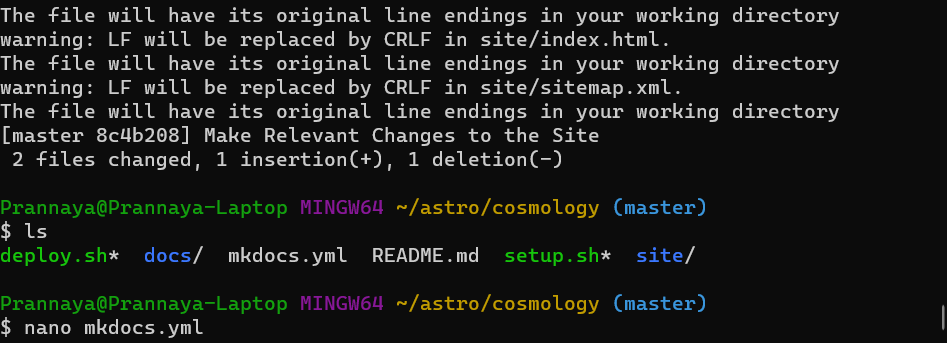 The file will have its original line endings in your working directory
warning: LF will be replaced by CRLF in site/index.html.
The file will have its original line endings in your working directory
warning: LF will be replaced by CRLF in site/sitemap.xml.
The file will have its original line endings in your working directory
[master 8c4b208] Make Relevant Changes to the Site
 2 files changed, 1 insertion(+), 1 deletion(-)
Prannaya@Prannaya-Laptop MINGW64 ~/astro/cosmology (master)
$ ls
deploy.sh*  docs/  mkdocs.yml  README.md  setup.sh*  site/
Prannaya@Prannaya-Laptop MINGW64 ~/astro/cosmology (master)
$ nano mkdocs.yml